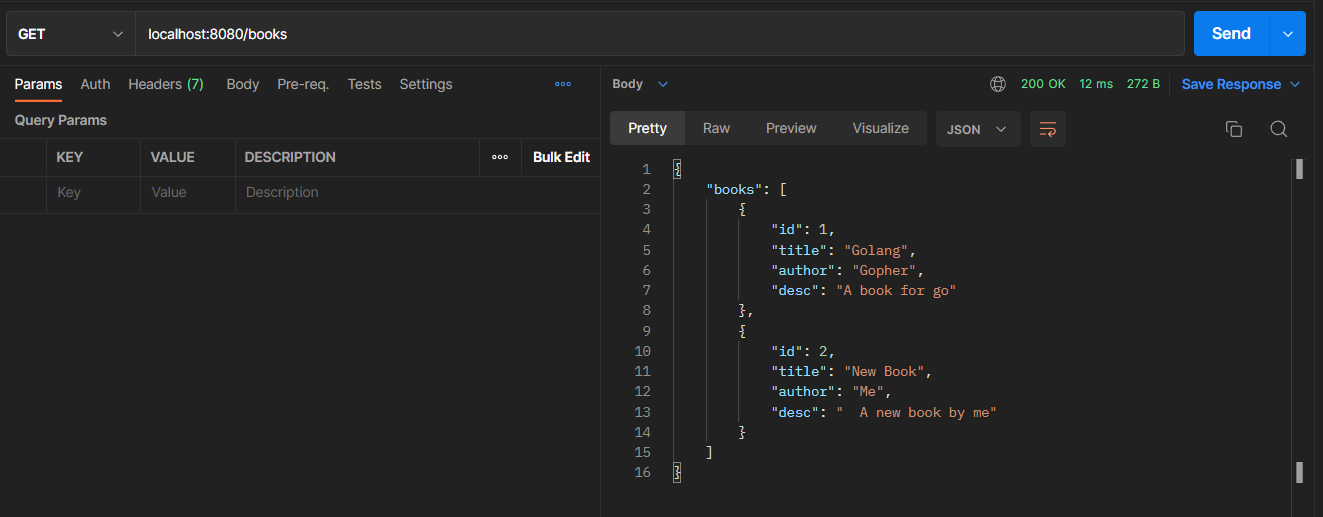 GET localhost:8080/books Send
Params Auth Headers (7) Body Pre-req. Tests Settings
Query Params
KEY VALUE DESCRIPTION Bulk Edit
Key Value Description
Body 200 OK 12 ms 272 B Save Response
Pretty Raw Preview Visualize JSON
1 {
2 "books": [
3 {
4 "id": 1,
5 "title": "Golang",
6 "author": "Gopher",
7 "desc": "A book for go"
8 },
9 {
10 "id": 2,
11 "title": "New Book",
12 "author": "Me",
13 "desc": "  A new book by me"
14 }
15 ]
16 }